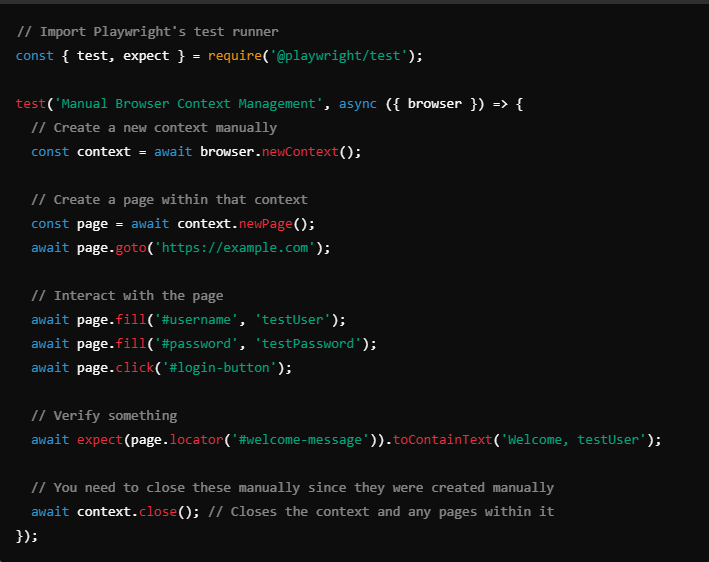 // Import Playwright's test runner
const { test, expect } = require('@playwright/test');
test('Manual Browser Context Management', async ({ browser }) => {
// Create a new context manually
const context = await browser.newContext();
// Create a page within that context
const page = await context.newPage();
await page.goto('https://example.com');
// Interact with the page
await page.fill('#username', 'testUser');
await page.fill('#password', 'testPassword');
await page.click('#login-button');
// Verify something
await expect(page.locator('#welcome-message')).toContainText('Welcome, testUser');
// You need to close these manually since they were created manually
await context.close(); // Closes the context and any pages within it
});